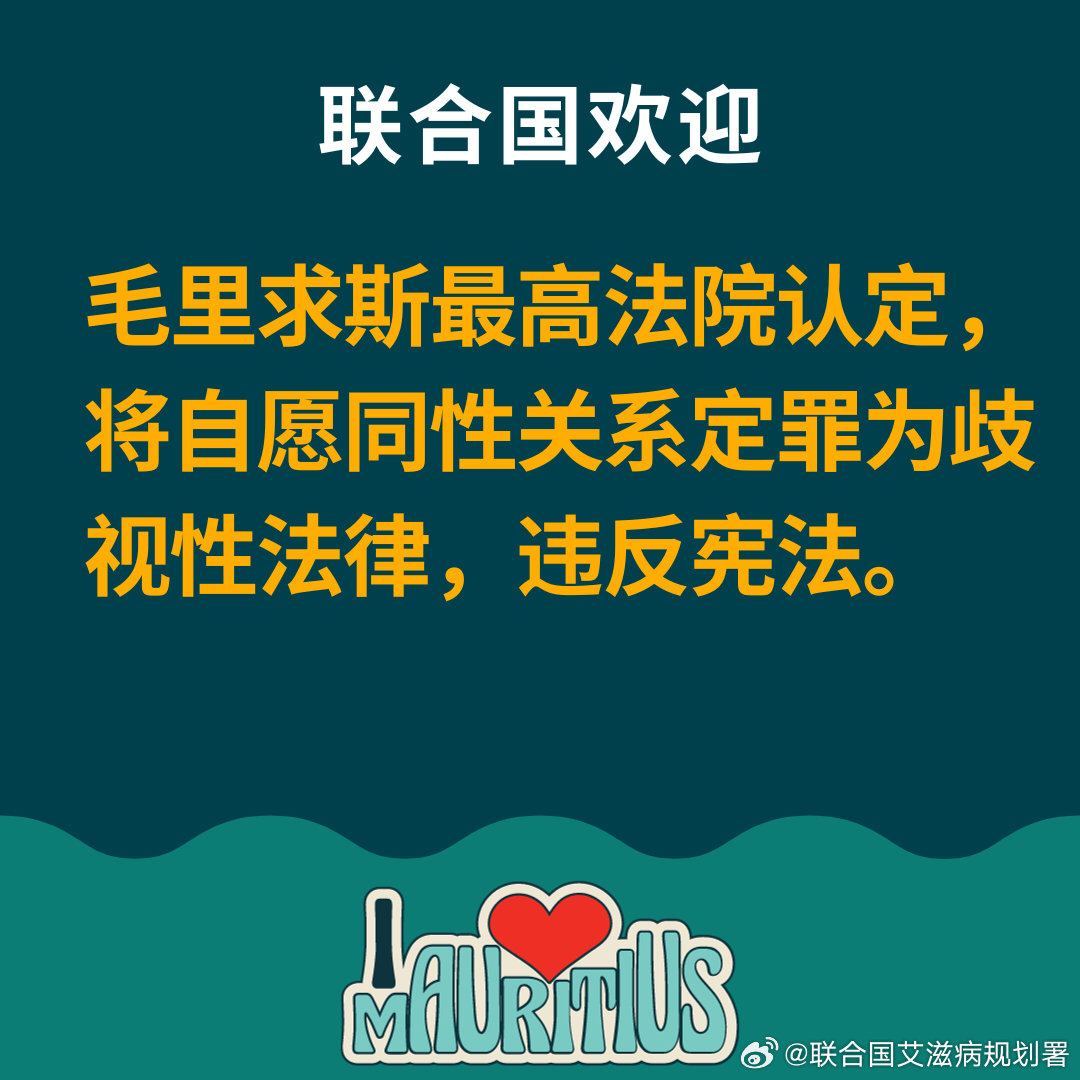 联合国欢迎
毛里求斯最高法院认定，
将自愿同性关系定罪为歧
视性法律，违反宪法。
I
MAURITIUS
@联合国艾滋病规划署